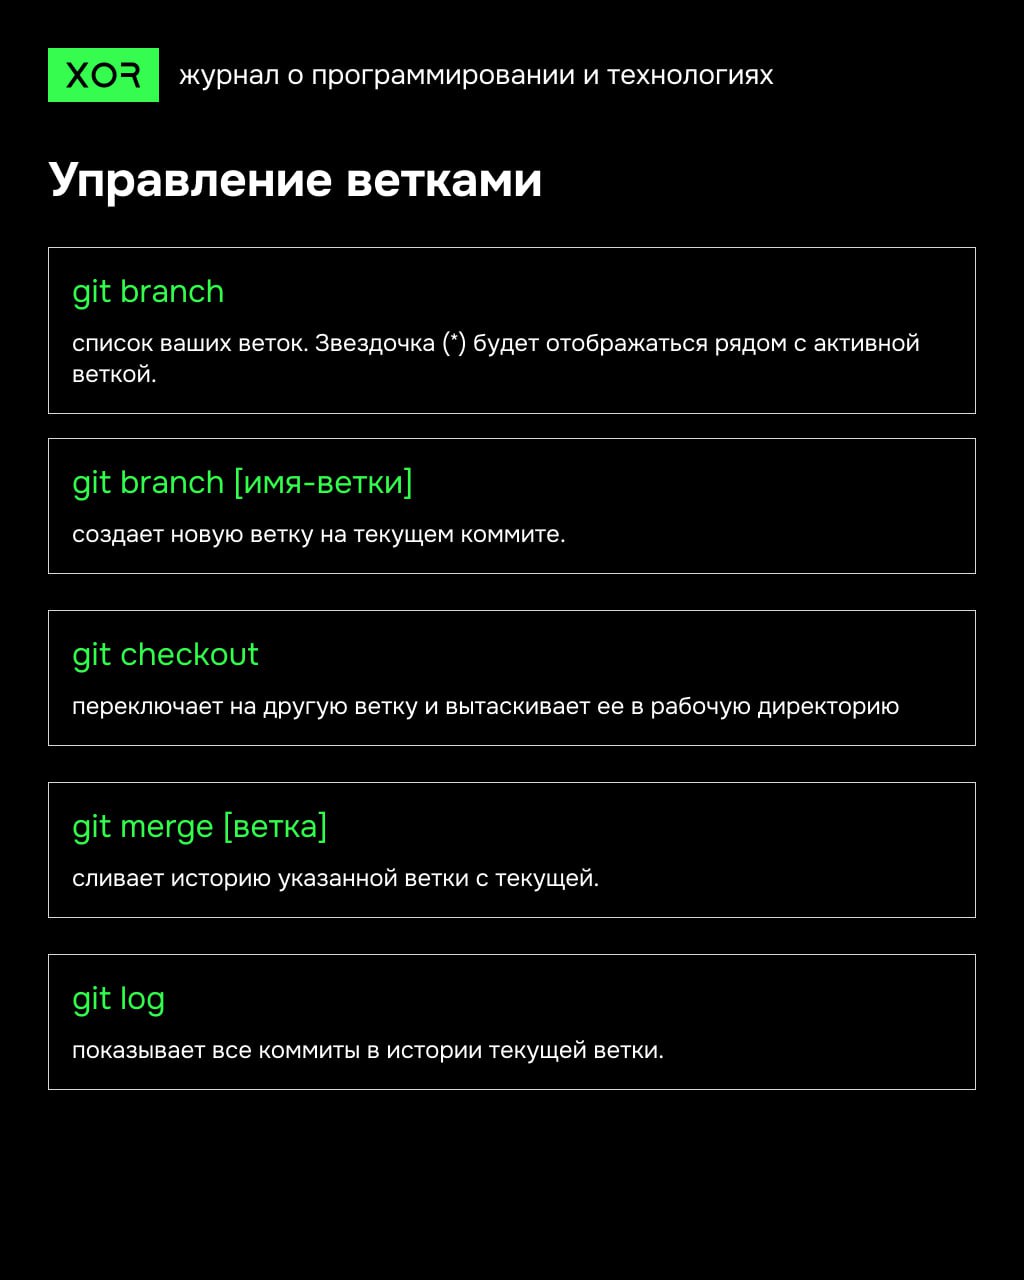 XOR журнал о программировании и технологиях
Управление ветками
git branch
список ваших веток. Звездочка (*) будет отображаться рядом с активной
веткой.
git branch [имя-ветки]
создает новую ветку на текущем коммите.
git checkout
переключает на другую ветку и вытаскивает ее в рабочую директорию
git merge [ветка]
сливает историю указанной ветки с текущей.
git log
показывает все коммиты в истории текущей ветки.